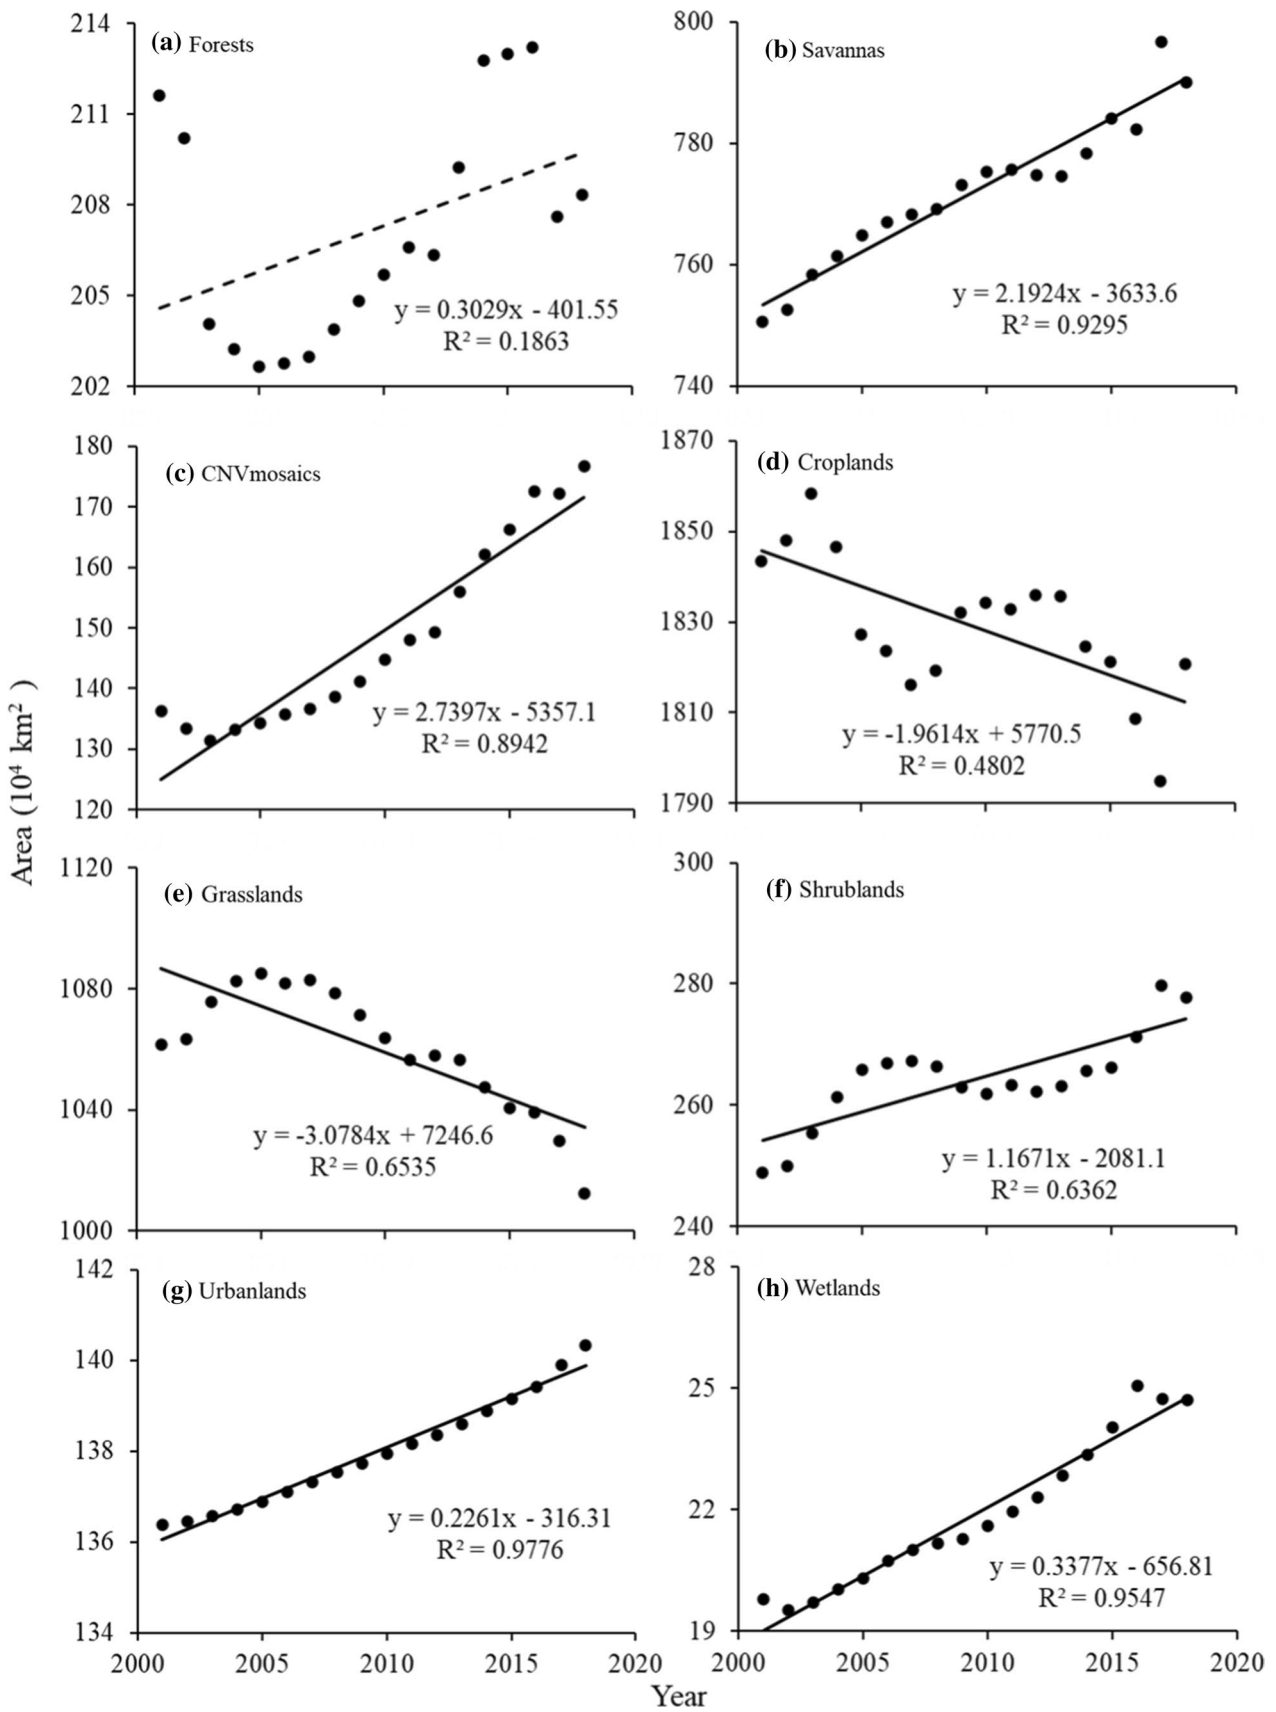 (a) Forests
214
211
208
205
202
y = 0.3029x - 401.55
R² = 0.1863
(b) Savannas
800
780
760
740
y = 2.1924x - 3633.6
R² = 0.9295
(c) CNVmosaics
180
170
160
150
140
130
120
y = 2.7397x - 5357.1
R² = 0.8942
(d) Croplands
1870
1850
1830
1810
1790
y = -1.9614x + 5770.5
R² = 0.4802
Area (10⁴ km² )
(e) Grasslands
1120
1080
1040
1000
y = -3.0784x + 7246.6
R² = 0.6535
(f) Shrublands
300
280
260
240
y = 1.1671x - 2081.1
R² = 0.6362
(g) Urbanlands
142
140
138
136
134
y = 0.2261x - 316.31
R² = 0.9776
2000 2005 2010 2015 2020
(h) Wetlands
28
25
22
19
y = 0.3377x - 656.81
R² = 0.9547
2000 2005 2010 2015 2020
Year